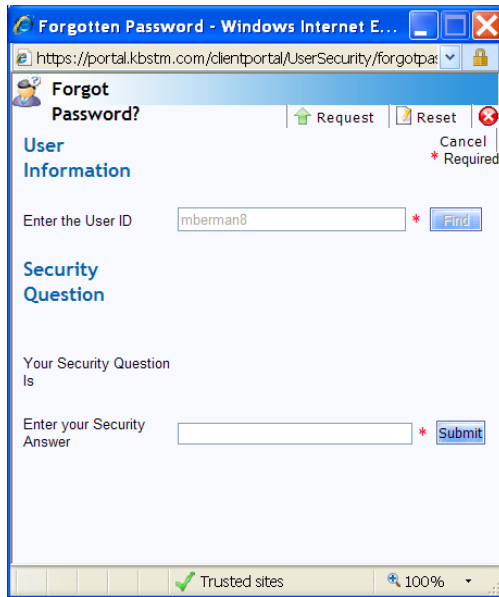 Forgotten Password - Windows Internet E...
https://portal.kbstm.com/clientportal/UserSecurity/forgotpas
Forgot
Password?
Request Reset
Cancel
* Required
User
Information
Enter the User ID mberman8 * Find
Security
Question
Your Security Question
Is
Enter your Security
Answer * Submit
Trusted sites 100%